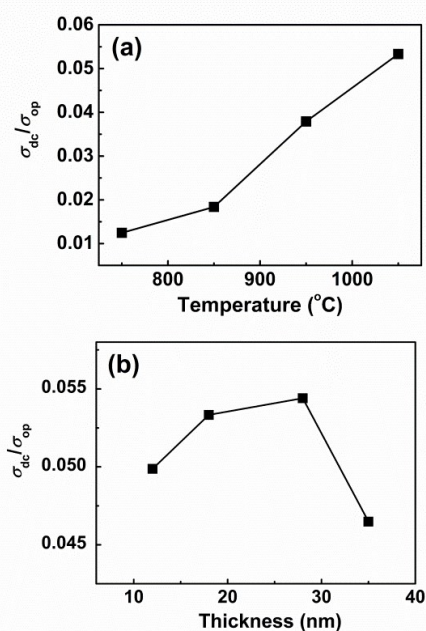 (a)
0.06
0.05
0.04
0.03
0.02
0.01
σdc/σop
800 900 1000
Temperature (oC)
(b)
0.055
0.050
0.045
σdc/σop
10 20 30 40
Thickness (nm)